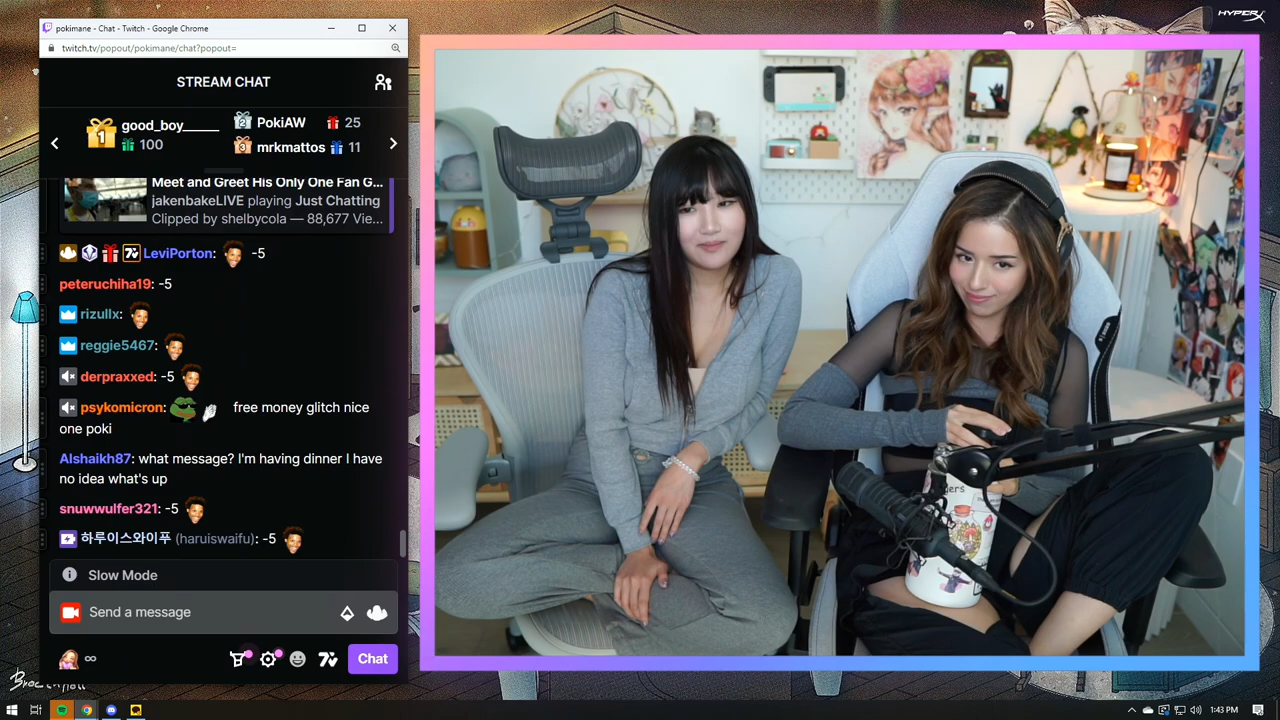 pokimane - Chat - Twitch - Google Chrome
twitch.tv/popout/pokimane/chat?popout=
STREAM CHAT
1 good_boy_____ 100
2 PokiAW 25
3 mrkmattos 11
Meet and Greet His Only One Fan G...
jakenbakeLIVE playing Just Chatting
Clipped by shelbycola — 88,677 Vie...
LeviPorton: -5
peteruchiha19: -5
rizullx:
reggie5467:
derpraxxed: -5
psykomicron: free money glitch nice
one poki
Alshaikh87: what message? I'm having dinner I have
no idea what's up
snuwwulfer321: -5
하루이스와이푸 (haruiswaifu): -5
Slow Mode
Send a message
Chat
HYPERX
1:43 PM